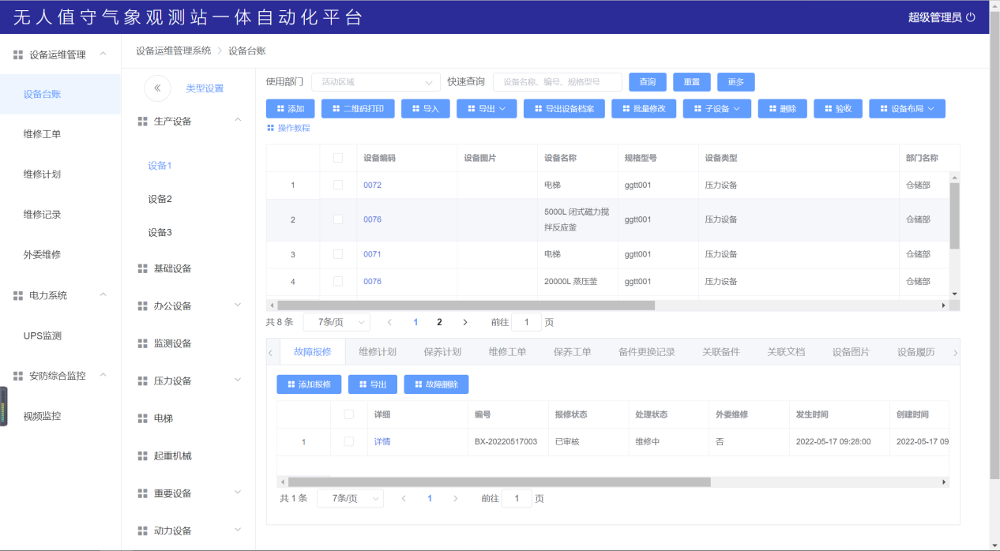 无人值守气象观测站一体自动化平台
超级管理员
设备运维管理
设备台账
维修工单
维修计划
维修记录
外委维修
电力系统
UPS监测
安防综合监控
视频监控
设备运维管理系统 > 设备台账
类型设置
生产设备
设备1
设备2
设备3
基础设备
办公设备
监测设备
压力设备
电梯
起重机械
重要设备
动力设备
使用部门 活动区域 快速查询 设备名称、编号、规格型号 查询 重置 更多
添加 二维码打印 导入 导出 导出设备档案 批量修改 子设备 删除 验收 设备布局
操作教程
设备编码 设备图片 设备名称 规格型号 设备类型 部门名称
1 0072 电梯 ggtt001 压力设备 仓储部
2 0076 5000L 闭式磁力搅
拌反应釜 ggtt001 压力设备 仓储部
3 0071 电梯 ggtt001 压力设备 仓储部
4 0076 20000L 蒸压釜 ggtt001 压力设备 仓储部
共 8 条 7条/页 1 2 前往 1 页
故障报修 维修计划 保养计划 维修工单 保养工单 备件更换记录 关联备件 关联文档 设备图片 设备履历
添加报修 导出 故障删除
详细 编号 报修状态 处理状态 外委维修 发生时间 创建时间
1 详情 BX-20220517003 已审核 维修中 否 2022-05-17 09:28:00 2022-05-17 09
共 1 条 7条/页 1 前往 1 页